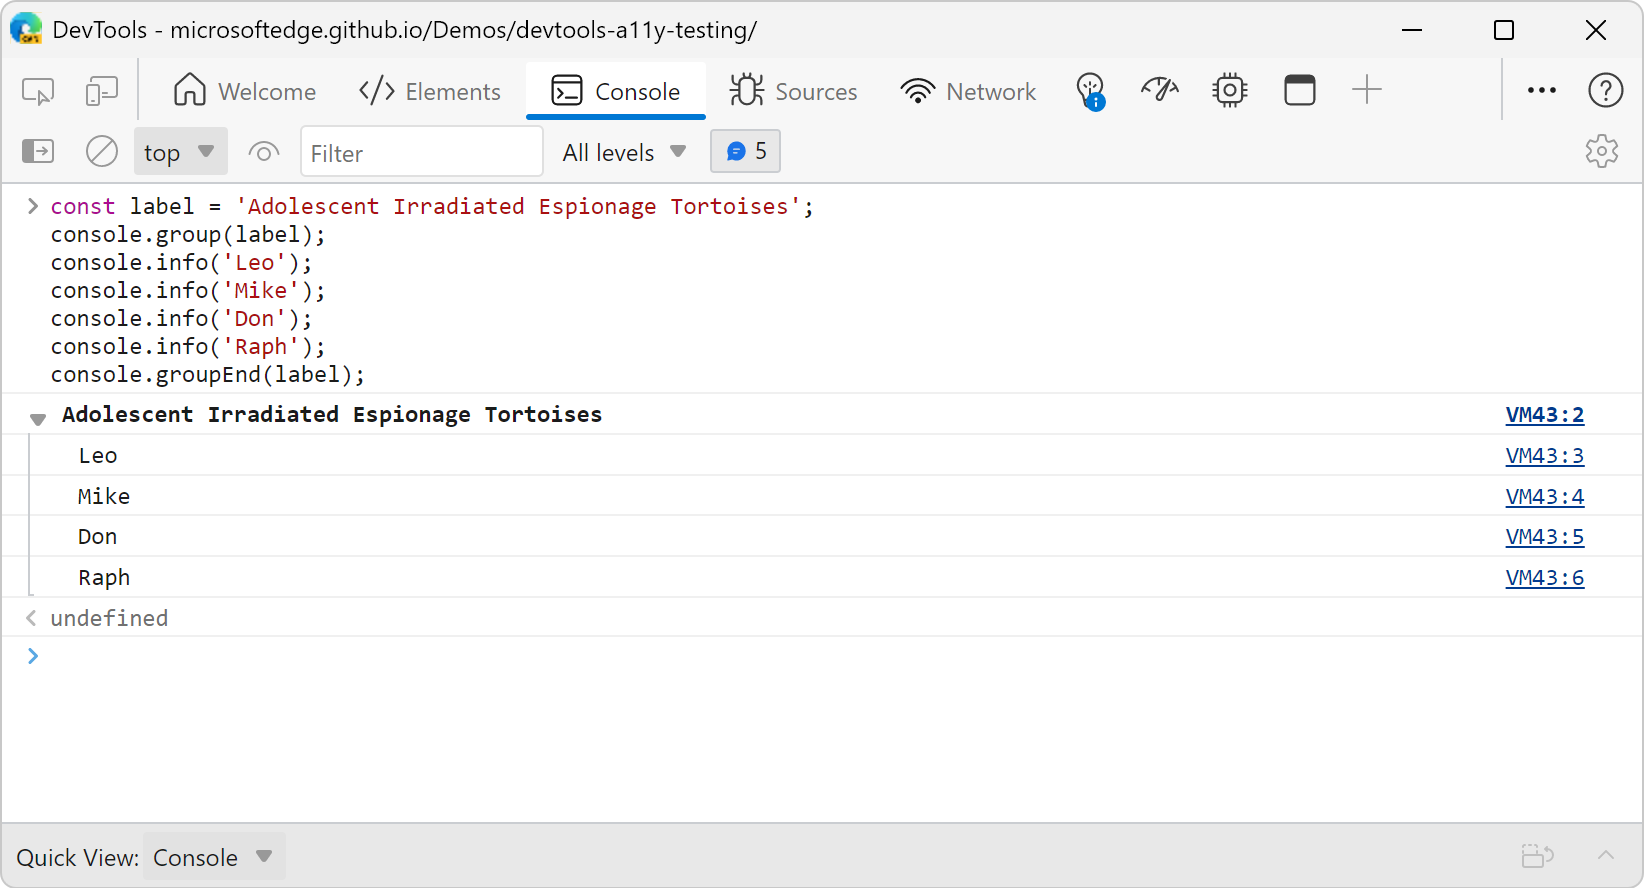 DevTools - microsoftedge.github.io/Demos/devtools-a11y-testing/
Welcome Elements Console Sources Network
top Filter All levels 5
const label = 'Adolescent Irradiated Espionage Tortoises';
console.group(label);
console.info('Leo');
console.info('Mike');
console.info('Don');
console.info('Raph');
console.groupEnd(label);
Adolescent Irradiated Espionage Tortoises VM43:2
Leo VM43:3
Mike VM43:4
Don VM43:5
Raph VM43:6
undefined
Quick View: Console